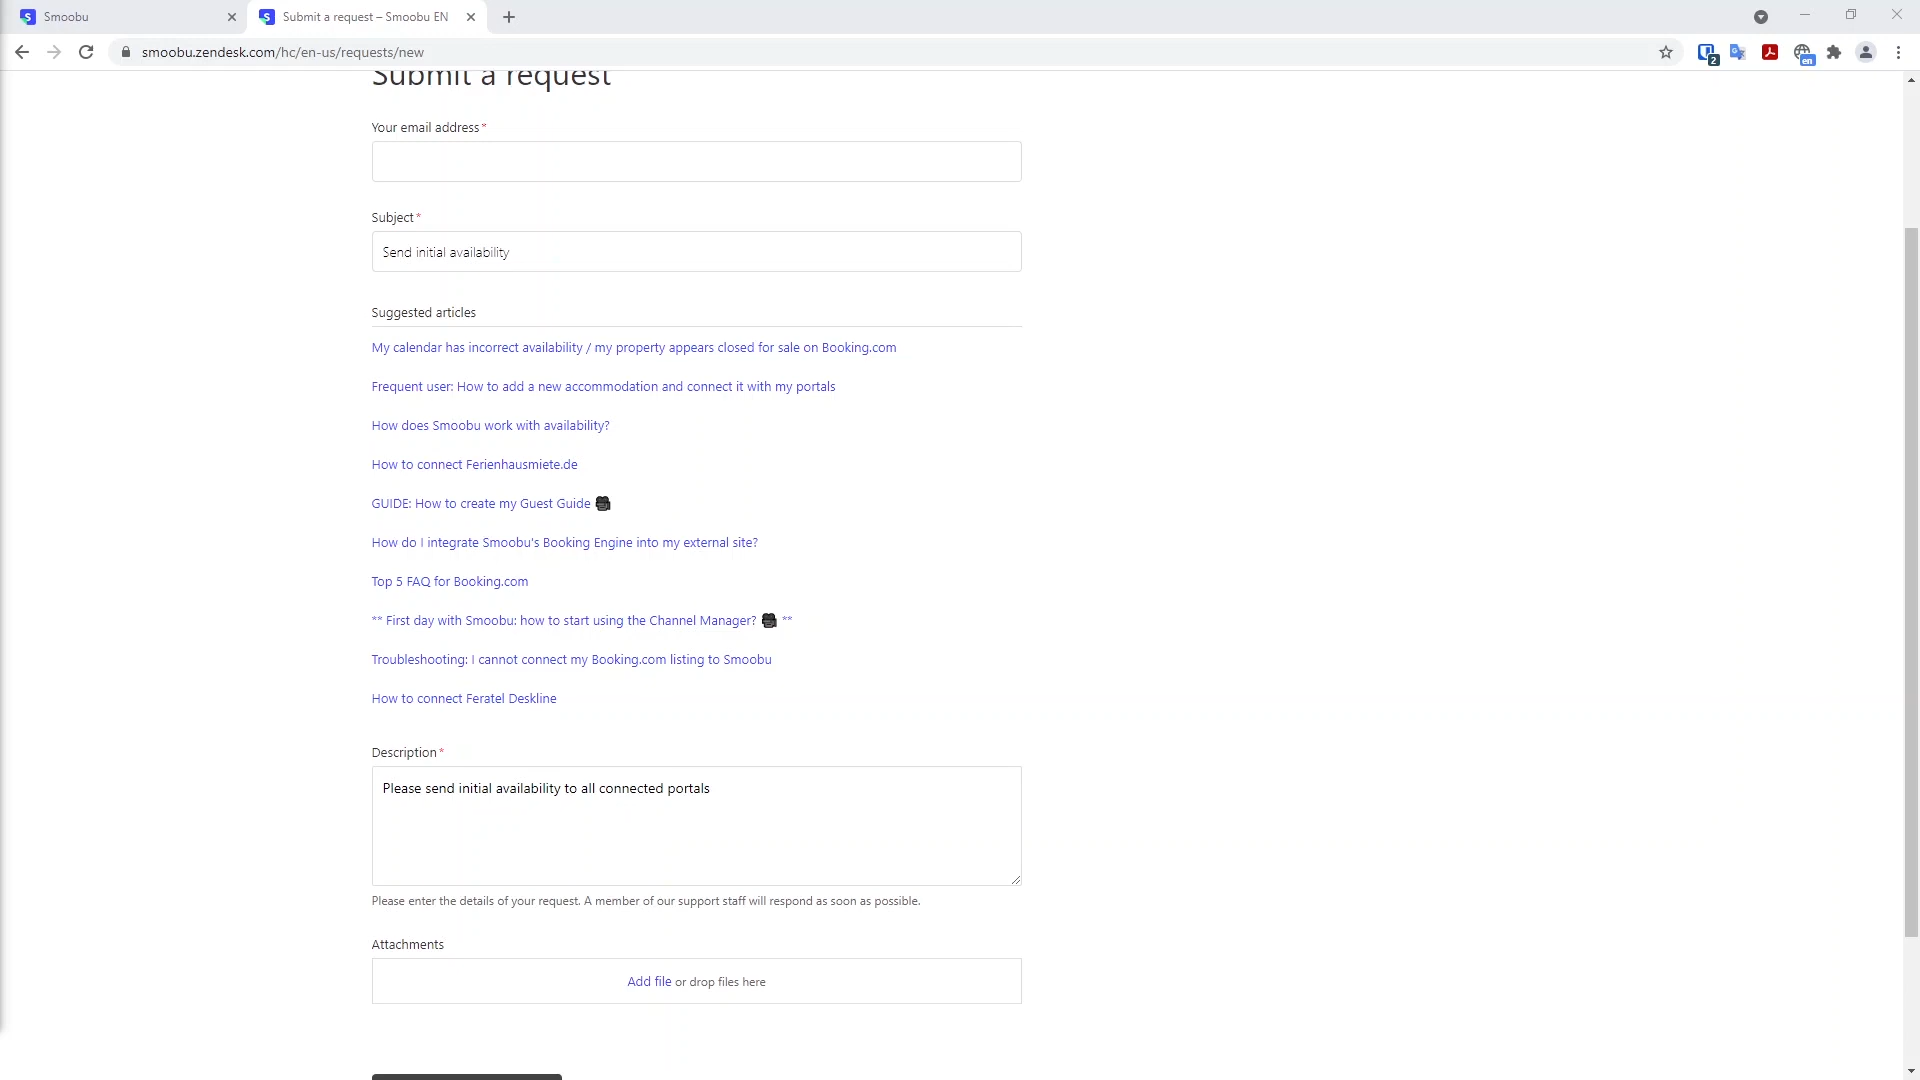 Smoobu
Submit a request – Smoobu EN
smoobu.zendesk.com/hc/en-us/requests/new
2
en
Submit a request
Your email address*
Subject*
Send initial availability
Suggested articles
My calendar has incorrect availability / my property appears closed for sale on Booking.com
Frequent user: How to add a new accommodation and connect it with my portals
How does Smoobu work with availability?
How to connect Ferienhausmiete.de
GUIDE: How to create my Guest Guide
How do I integrate Smoobu's Booking Engine into my external site?
Top 5 FAQ for Booking.com
** First day with Smoobu: how to start using the Channel Manager? **
Troubleshooting: I cannot connect my Booking.com listing to Smoobu
How to connect Feratel Deskline
Description*
Please send initial availability to all connected portals
Please enter the details of your request. A member of our support staff will respond as soon as possible.
Attachments
Add file or drop files here